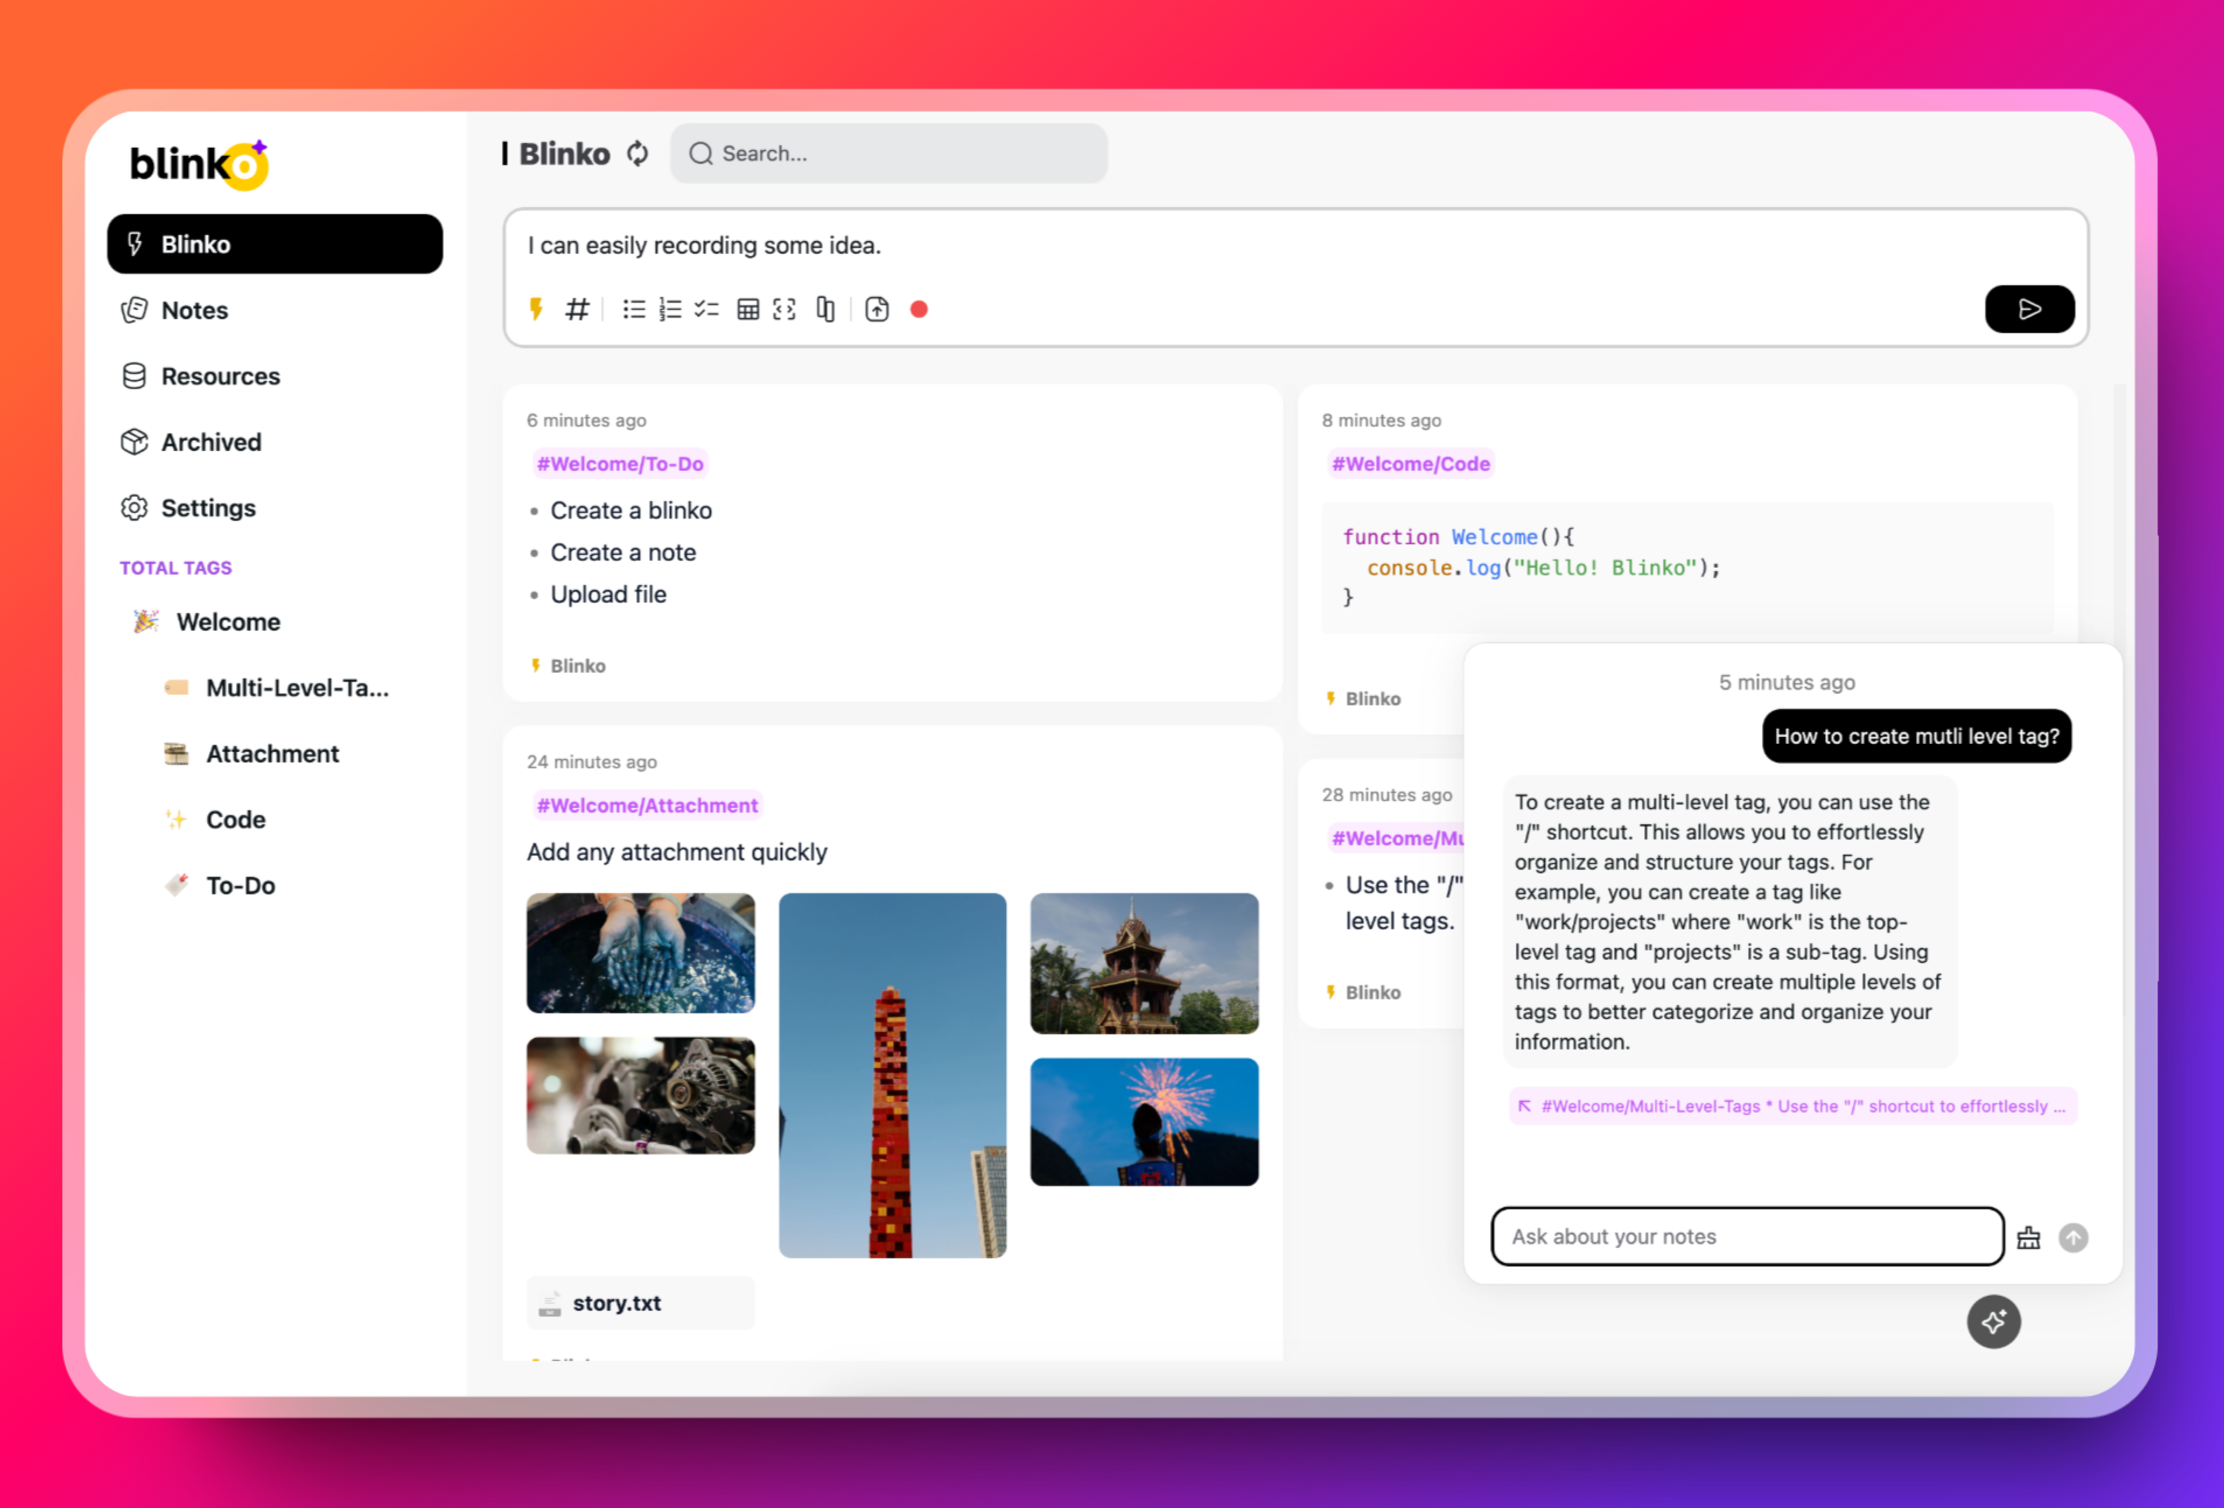 blinko
Blinko
Notes
Resources
Archived
Settings
TOTAL TAGS
Welcome
Multi-Level-Ta...
Attachment
Code
To-Do
Blinko
Search...
I can easily recording some idea.
6 minutes ago
#Welcome/To-Do
Create a blinko
Create a note
Upload file
Blinko
24 minutes ago
#Welcome/Attachment
Add any attachment quickly
story.txt
8 minutes ago
#Welcome/Code
function Welcome(){
console.log("Hello! Blinko");
}
Blinko
28 minutes ago
#Welcome/Mu
Use the "/"
level tags.
Blinko
5 minutes ago
How to create mutli level tag?
To create a multi-level tag, you can use the
"/" shortcut. This allows you to effortlessly
organize and structure your tags. For
example, you can create a tag like
"work/projects" where "work" is the top-
level tag and "projects" is a sub-tag. Using
this format, you can create multiple levels of
tags to better categorize and organize your
information.
#Welcome/Multi-Level-Tags * Use the "/" shortcut to effortlessly ...
Ask about your notes